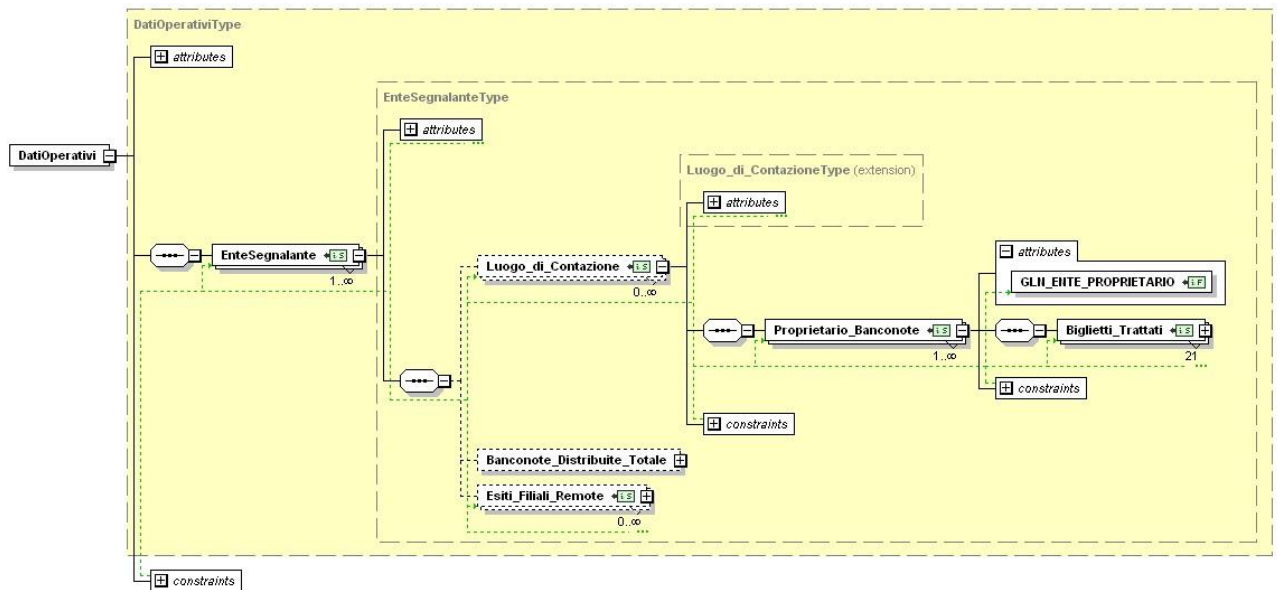 DatiOperativiType
attributes
EnteSegnalanteType
attributes
DatiOperativi
Luogo_di_ContazioneType (extension)
attributes
EnteSegnalante
1..∞
Luogo_di_Contazione
0..∞
attributes
GLN_ENTE_PROPRIETARIO
Proprietario_Banconote
1..∞
Biglietti_Trattati
21
constraints
constraints
Banconote_Distribuite_Totale
Esiti_Filiali_Remote
0..∞
constraints